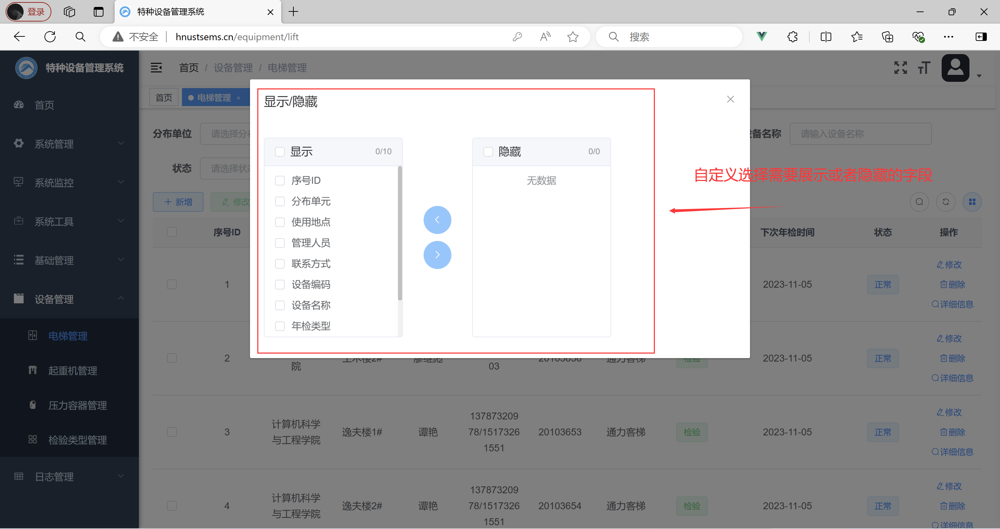 登录
特种设备管理系统
不安全
hnustsems.cn/equipment/lift
搜索
特种设备管理系统
首页 / 设备管理 / 电梯管理
首页
系统管理
系统监控
系统工具
基础管理
设备管理
电梯管理
起重机管理
压力容器管理
检验类型管理
日志管理
首页
电梯管理 ×
分布单位
请选择分
备名称
请输入设备名称
状态
请选择状
+ 新增
修改
显示/隐藏
显示 0/10
序号ID
分布单元
使用地点
管理人员
联系方式
设备编码
设备名称
年检类型
隐藏 0/0
无数据
自定义选择需要展示或者隐藏的字段
序号ID 下次年检时间 状态 操作
1 2023-11-05 正常
修改
删除
详细信息
2 院 03 2023-11-05 正常
修改
删除
详细信息
3
计算机科学
与工程学院
逸夫楼1#
谭艳
137873209
78/1517326
1551
20103653
通力客梯
检验
2023-11-05
正常
修改
删除
详细信息
4
计算机科学
与工程学院
逸夫楼2#
谭艳
137873209
78/1517326
1551
20103654
通力客梯
检验
2023-11-05
正常
修改
删除
详细信息